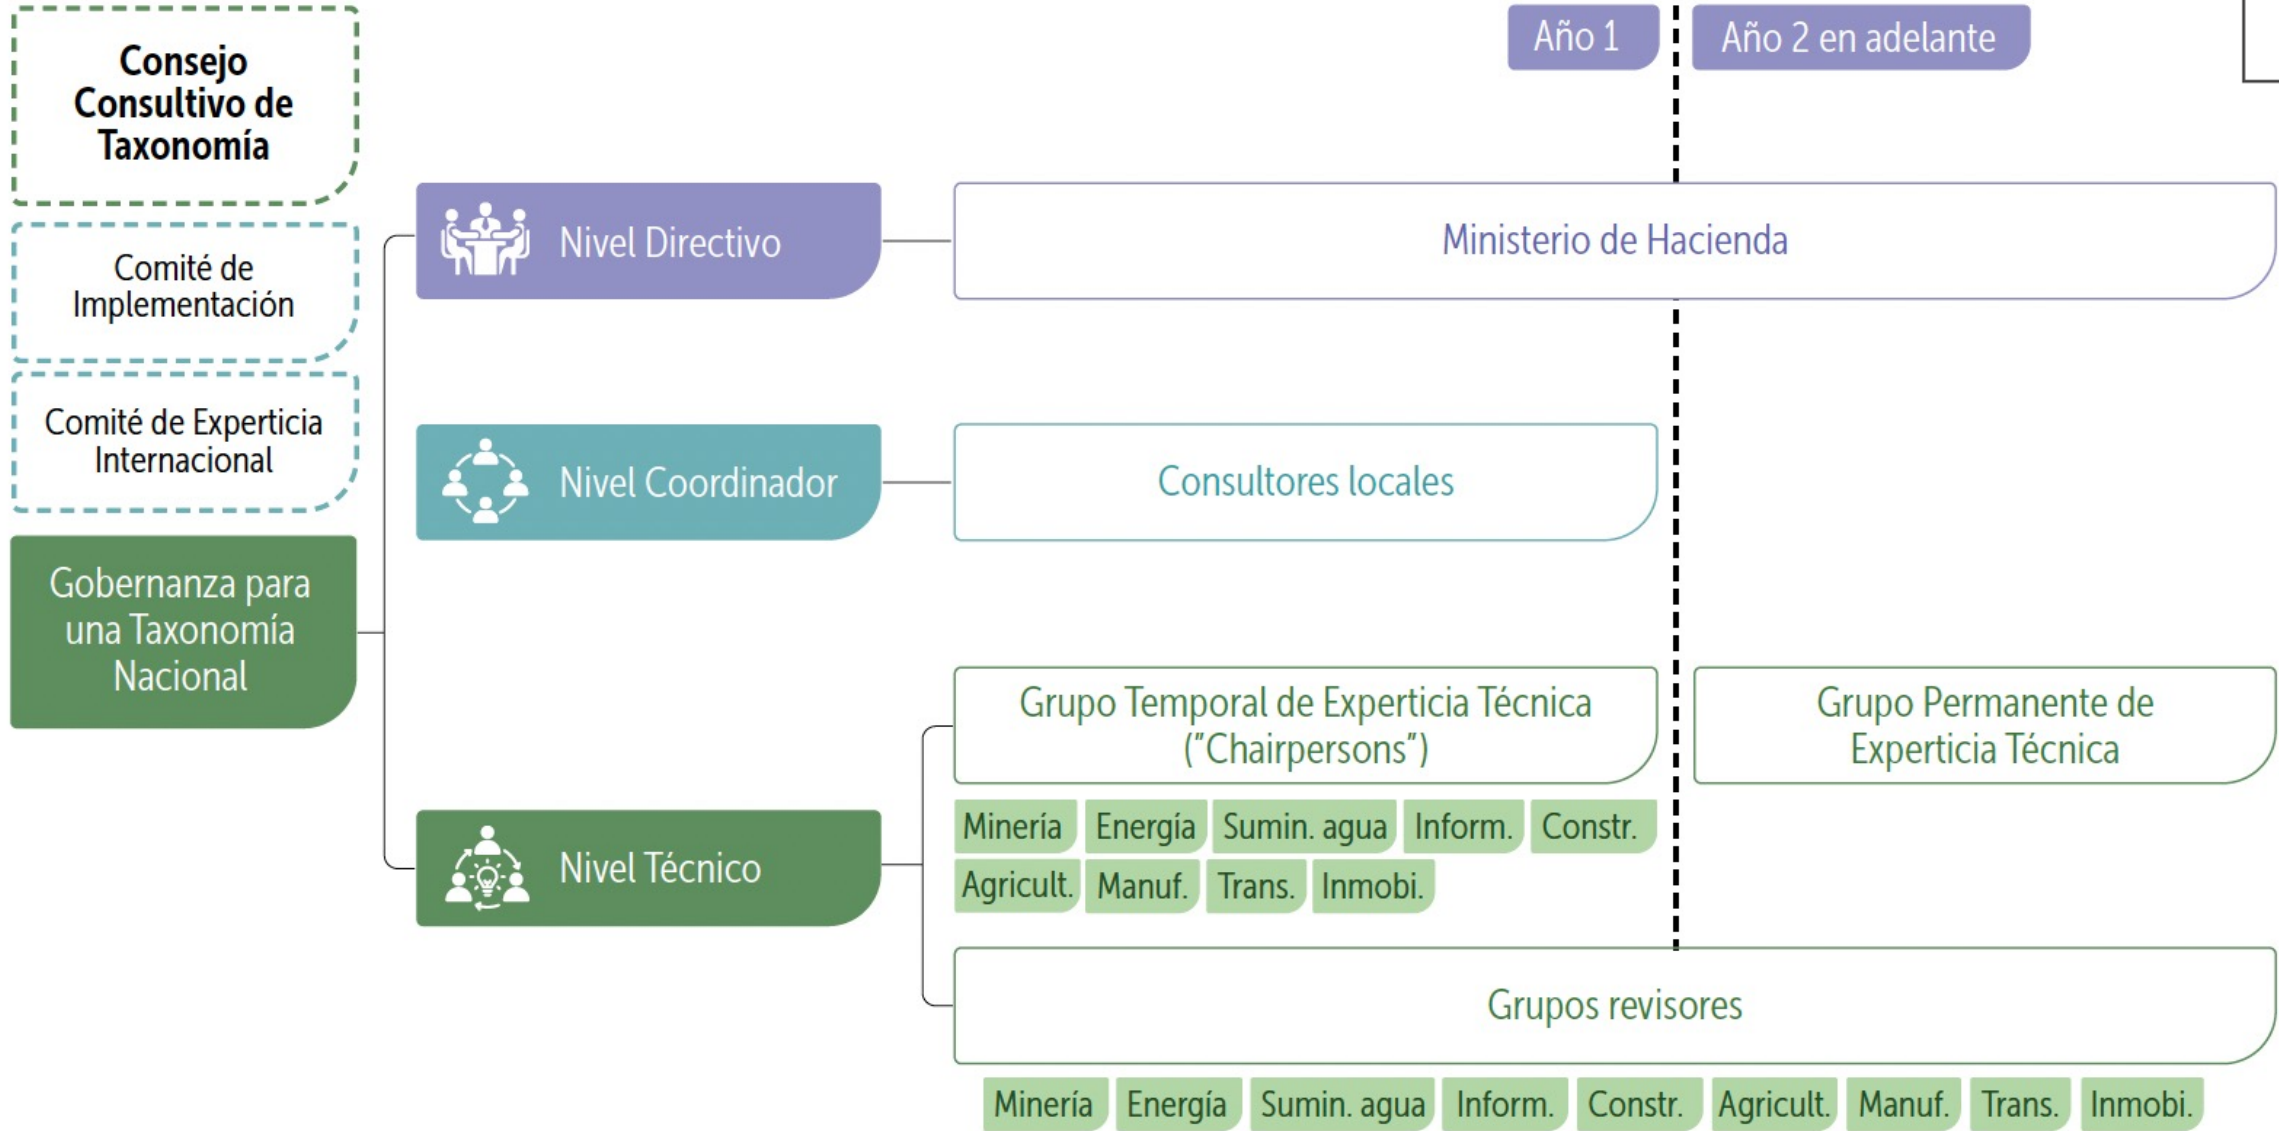 Consejo
Consultivo de
Taxonomía
Comité de
Implementación
Comité de Experticia
Internacional
Gobernanza para
una Taxonomía
Nacional
Año 1
Año 2 en adelante
Nivel Directivo
Ministerio de Hacienda
Nivel Coordinador
Consultores locales
Nivel Técnico
Grupo Temporal de Experticia Técnica
("Chairpersons")
Grupo Permanente de
Experticia Técnica
Minería Energía Sumin. agua Inform. Constr.
Agricult. Manuf. Trans. Inmobi.
Grupos revisores
Minería Energía Sumin. agua Inform. Constr. Agricult. Manuf. Trans. Inmobi.